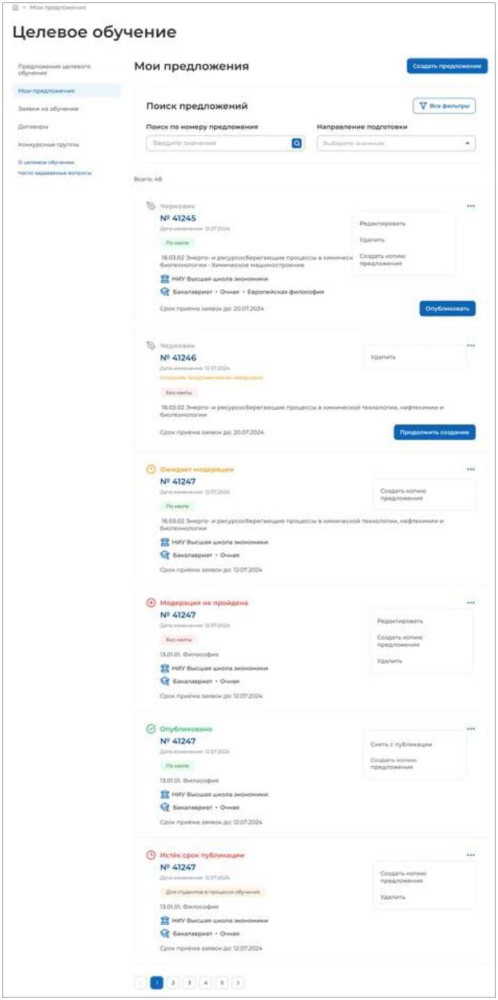 Мои предложения
Целевое обучение
Предложения целевого
обучения
Мои предложения
Заявки на обучение
Договоры
Конкурсные группы
О целевом обучении
Часто задаваемые вопросы
Мои предложения
Создать предложение
Поиск предложений
Все фильтры
Поиск по номеру предложения
Направление подготовки
Введите значения
Выберите значение
Всего: 48
Черновик
№ 41245
Дата изменения: 12.07.2024
По квоте
18.03.02 Энерго- и ресурсосберегающие процессы в химическ
биотехнологии - Химическое машиностроение
НИУ Высшая школа экономики
Бакалавриат • Очная • Европейская философия
Срок приёма заявок до: 20.07.2024
Редактировать
Удалить
Создать копию
предложения
Опубликовать
Черновик
№ 41246
Дата изменения: 12.07.2024
Создание предложения не завершено
Без квоты
18.03.02 Энерго- и ресурсосберегающие процессы в химической технологии, нефтехимии и
биотехнологии
Срок приёма заявок до: 20.07.2024
Удалить
Продолжить создание
Ожидает модерации
№ 41247
Дата изменения: 12.07.2024
По квоте
18.03.02 Энерго- и ресурсосберегающие процессы в химической технологии, нефтехимии и
биотехнологии
НИУ Высшая школа экономики
Бакалавриат • Очная
Срок приёма заявок до: 12.07.2024
Создать копию
предложения
Модерация не пройдена
№ 41247
Дата изменения: 12.07.2024
Без квоты
13.01.01. Философия
НИУ Высшая школа экономики
Бакалавриат • Очная
Срок приёма заявок до: 12.07.2024
Редактировать
Создать копию
предложения
Удалить
Опубликовано
№ 41247
Дата изменения: 12.07.2024
По квоте
13.01.01. Философия
НИУ Высшая школа экономики
Бакалавриат • Очная
Срок приёма заявок до: 12.07.2024
Снять с публикации
Создать копию
предложения
Истёк срок публикации
№ 41247
Дата изменения: 12.07.2024
Для студентов в процессе обучения
13.01.01. Философия
НИУ Высшая школа экономики
Бакалавриат • Очная
Срок приёма заявок до: 12.07.2024
Создать копию
предложения
Удалить
1 2 3 4 5